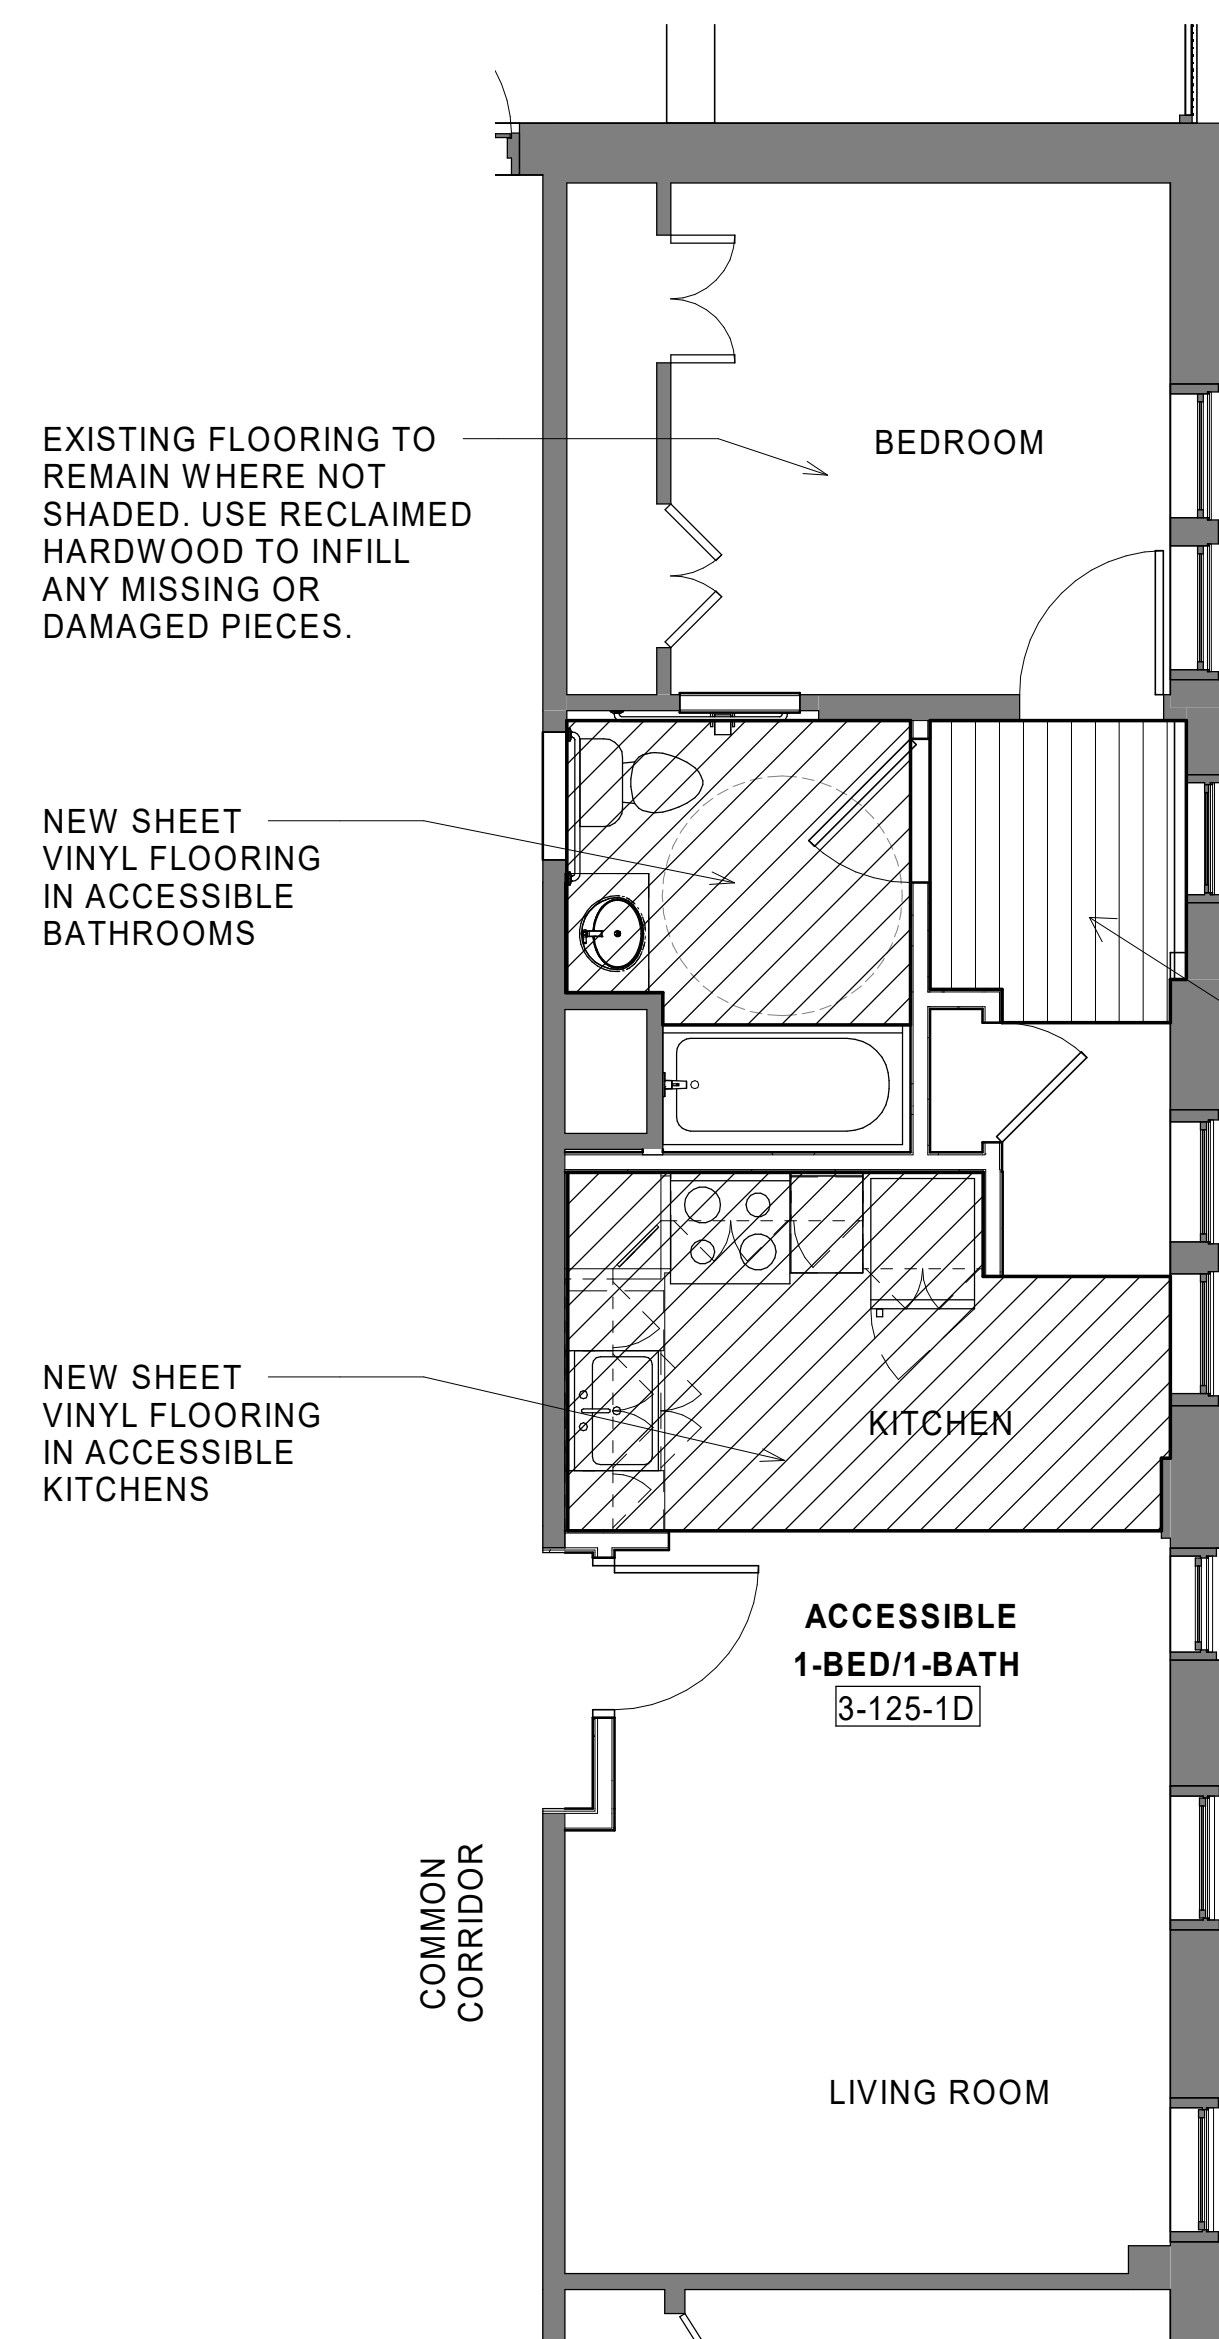 EXISTING FLOORING TO
REMAIN WHERE NOT
SHADED. USE RECLAIMED
HARDWOOD TO INFILL
ANY MISSING OR
DAMAGED PIECES.
BEDROOM
NEW SHEET
VINYL FLOORING
IN ACCESSIBLE
BATHROOMS
NEW SHEET
VINYL FLOORING
IN ACCESSIBLE
KITCHENS
KITCHEN
ACCESSIBLE
1-BED/1-BATH
3-125-1D
COMMON
CORRIDOR
LIVING ROOM